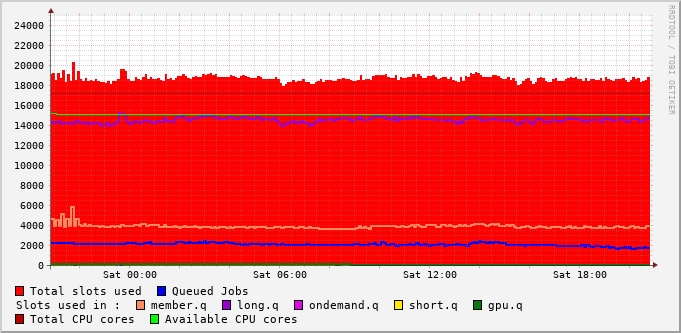 24000
22000
20000
18000
16000
14000
12000
10000
8000
6000
4000
2000
0
Sat 00:00 Sat 06:00 Sat 12:00 Sat 18:00
RRDTOOL / TOBI OETIKER
Total slots used Queued Jobs
Slots used in : member.q long.q ondemand.q short.q gpu.q
Total CPU cores Available CPU cores